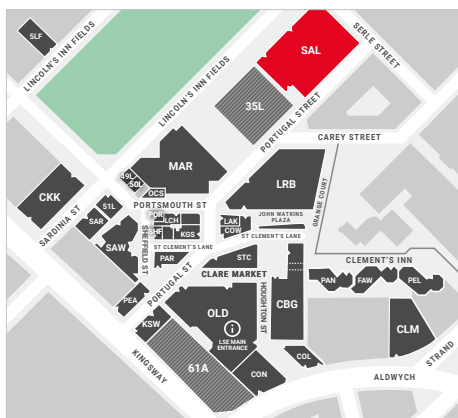 5LF
LINCOLN'S INN FIELDS
LINCOLN'S INN FIELDS
SAL
SERLE STREET
35L
PORTUGAL STREET
CAREY STREET
MAR
49L
50L
OCS
LRB
GRANGE COURT
CKK
SARDINIA ST
51L
SAR
PORTSMOUTH ST
POR
LCH
KGS
LAK
COW
JOHN WATKINS
PLAZA
ST CLEMENT'S LANE
ST CLEMENT'S LANE
SHEFFIELD ST
SAW
PAR
STC
CLEMENT'S INN
CLARE MARKET
PORTUGAL ST
PEA
PAN
FAW
PEL
OLD
LSE MAIN
ENTRANCE
HOUGHTON ST
CBG
KSW
KINGSWAY
61A
CON
COL
CLM
STRAND
ALDWYCH